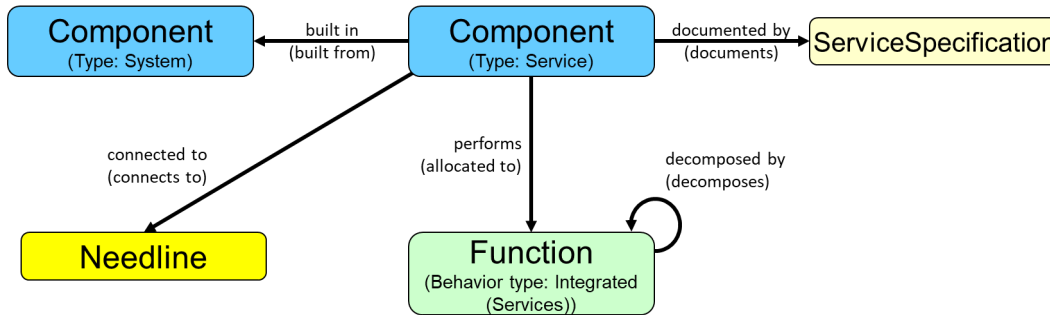 Component
(Type: System)
built in
(built from)
Component
(Type: Service)
documented by
(documents)
ServiceSpecification
connected to
(connects to)
performs
(allocated to)
decomposed by
(decomposes)
Needline
Function
(Behavior type: Integrated
(Services))